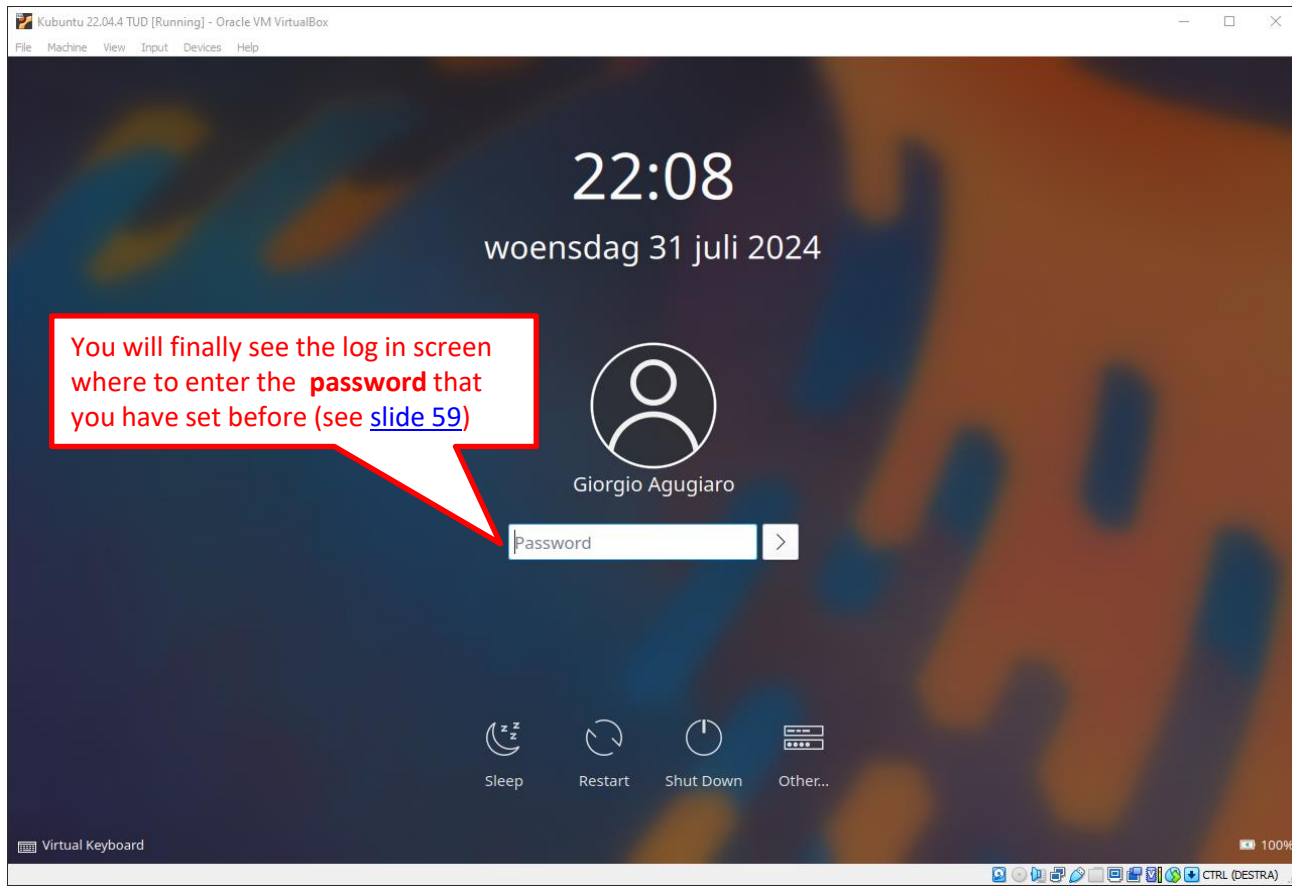 Kubuntu 22.04.4 TUD [Running] - Oracle VM VirtualBox
File Machine View Input Devices Help
22:08
woensdag 31 juli 2024
You will finally see the log in screen
where to enter the password that
you have set before (see slide 59)
Giorgio Agugiaro
Password
Sleep Restart Shut Down Other...
Virtual Keyboard
100%
CTRL (DESTRA)